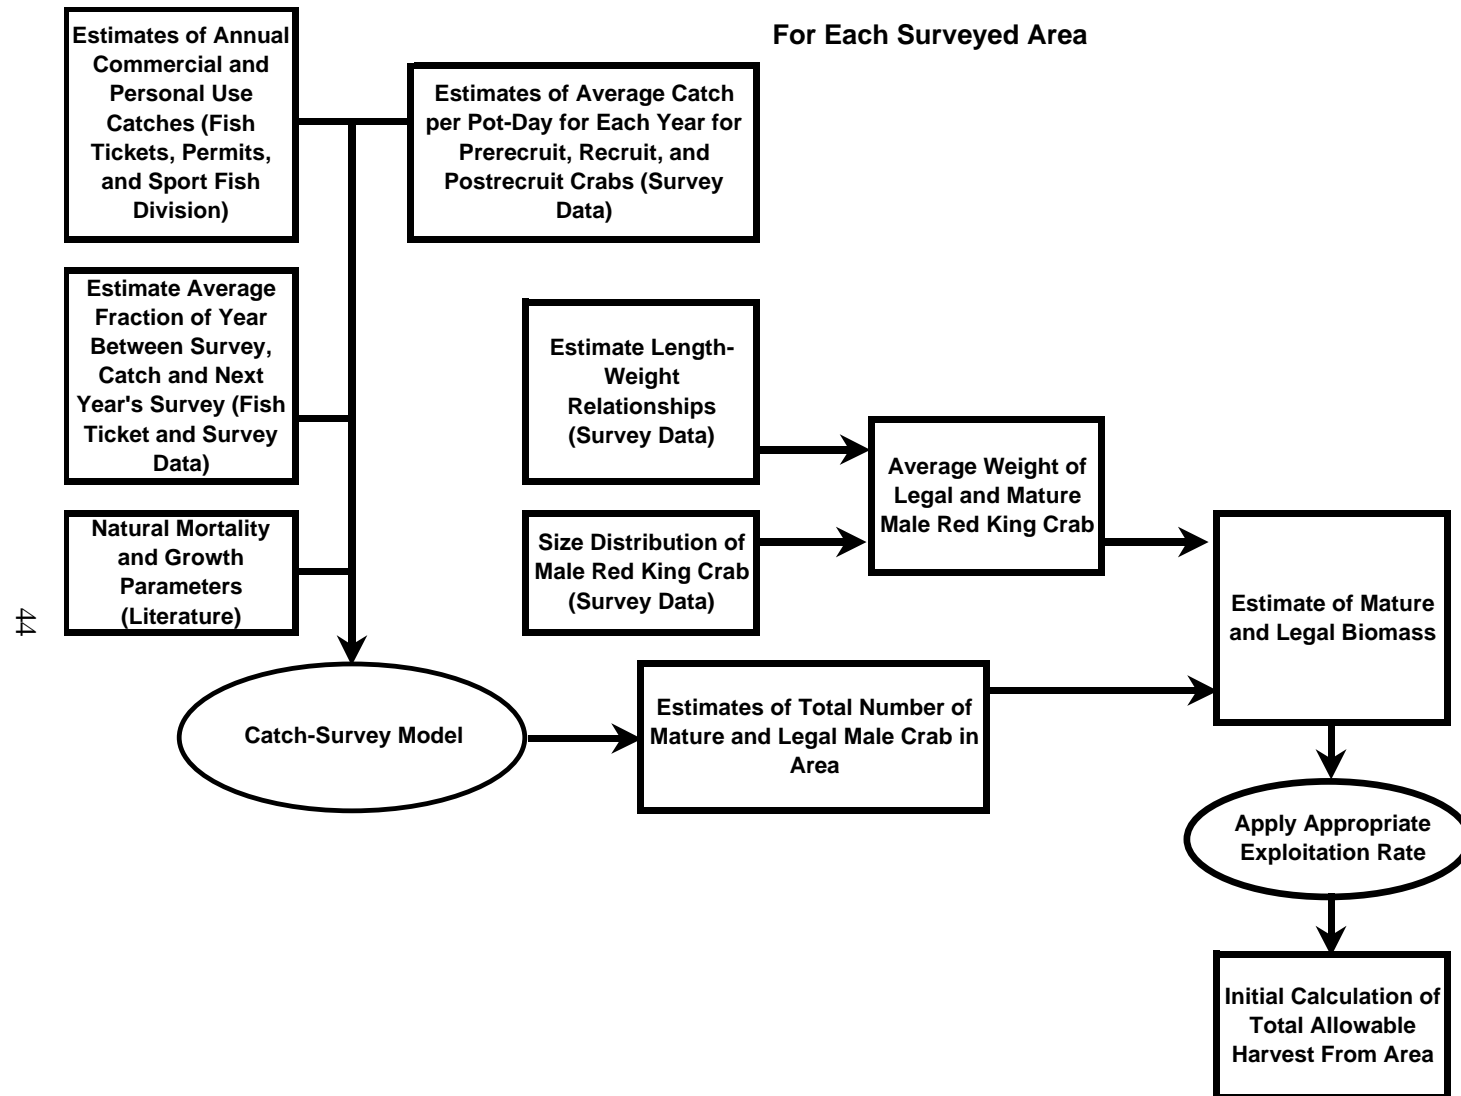 For Each Surveyed Area
Estimates of Annual
Commercial and
Personal Use
Catches (Fish
Tickets, Permits,
and Sport Fish
Division)
Estimates of Average Catch
per Pot-Day for Each Year for
Prerecruit, Recruit, and
Postrecruit Crabs (Survey
Data)
Estimate Average
Fraction of Year
Between Survey,
Catch and Next
Year's Survey (Fish
Ticket and Survey
Data)
Natural Mortality
and Growth
Parameters
(Literature)
Estimate Length-
Weight
Relationships
(Survey Data)
Size Distribution of
Male Red King Crab
(Survey Data)
Average Weight of
Legal and Mature
Male Red King Crab
Catch-Survey Model
Estimates of Total Number of
Mature and Legal Male Crab in
Area
Estimate of Mature
and Legal Biomass
Apply Appropriate
Exploitation Rate
Initial Calculation of
Total Allowable
Harvest From Area
44